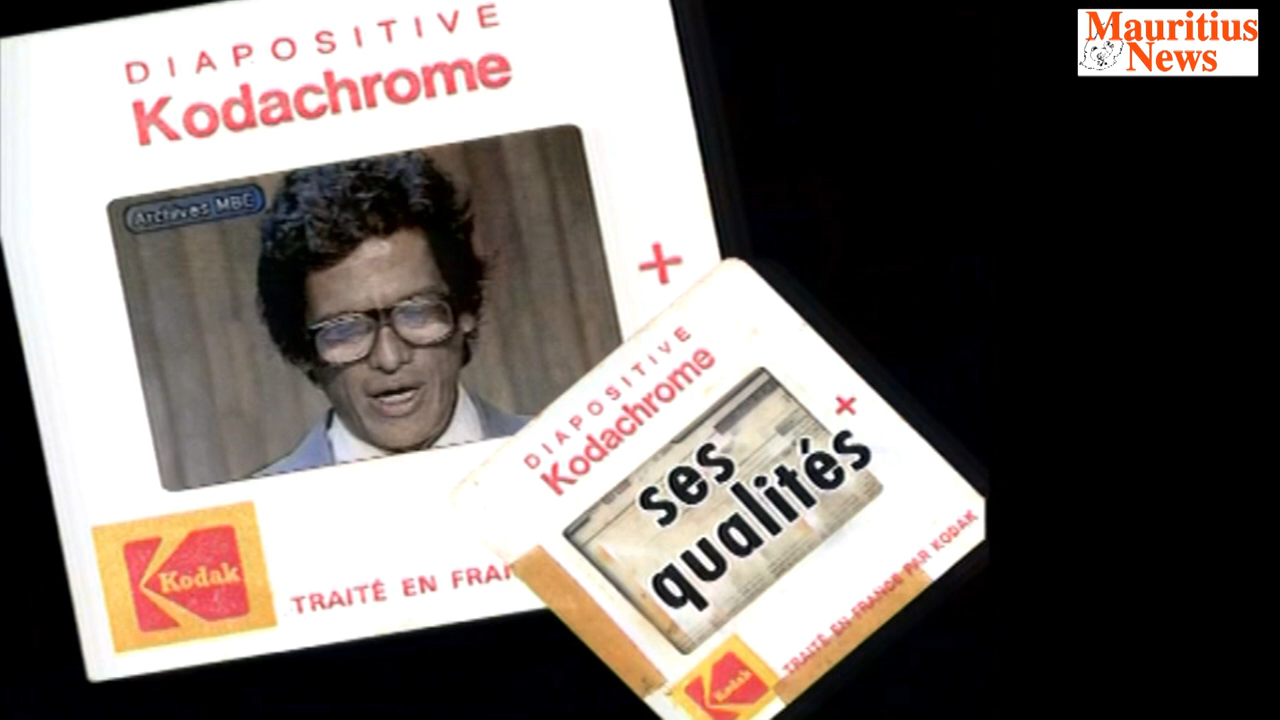 Mauritius
News
DIAPOSITIVE
Kodachrome
Archives MBC
+
Kodak
TRAITÉ EN FRAN
DIAPOSITIVE
Kodachrome
+
ses
qualités
Kodak
TRAITÉ EN FRANCE PAR KODAK